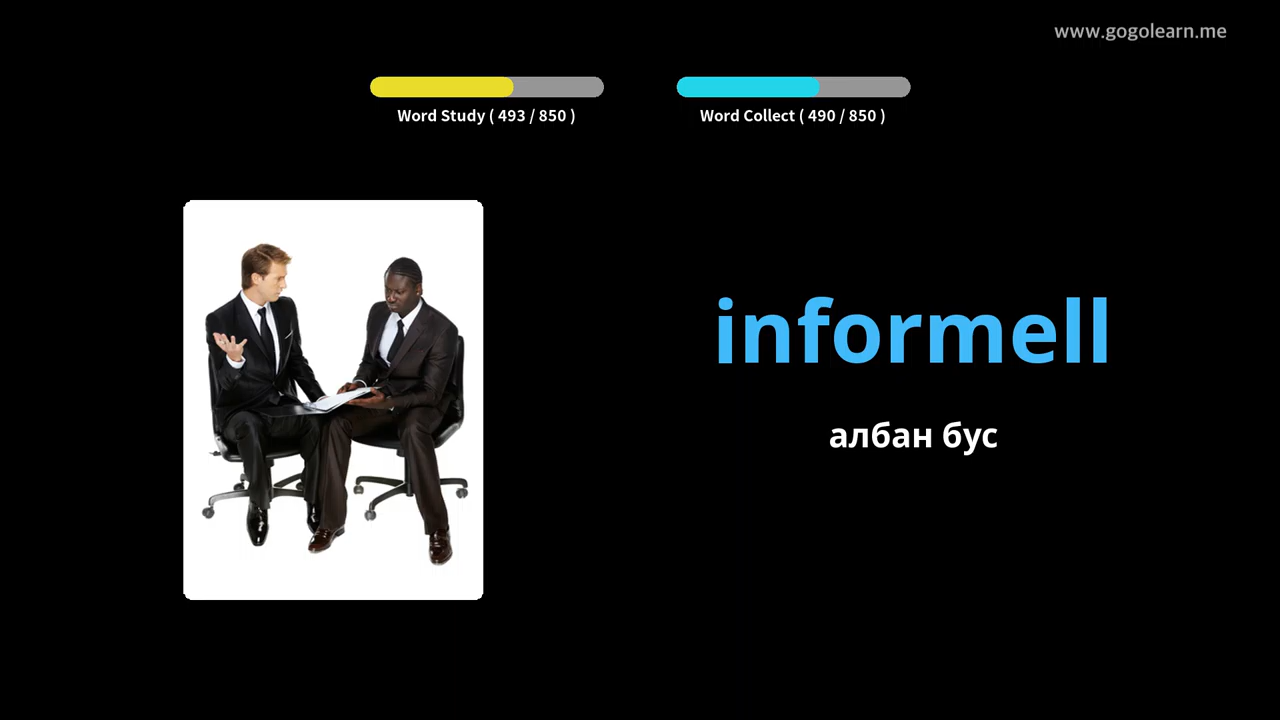 www.gogolearn.me
Word Study ( 493 / 850 )
Word Collect ( 490 / 850 )
informell
албан бус